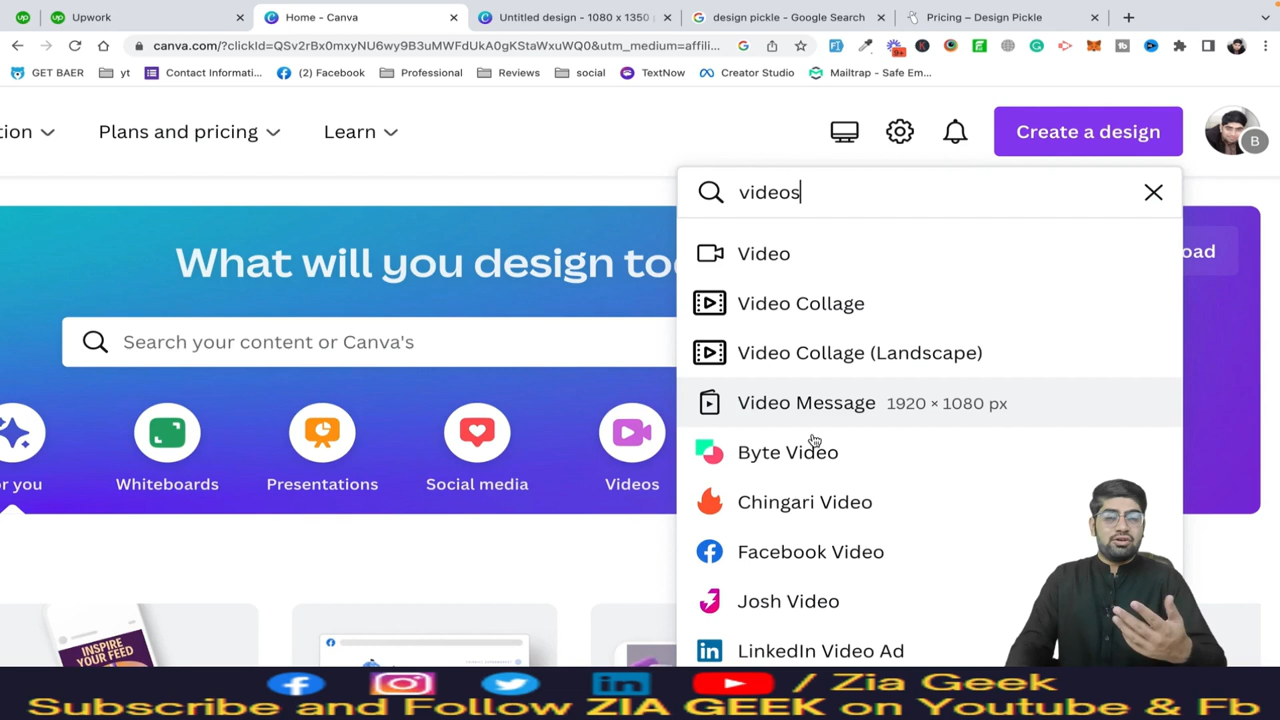 Upwork
Home - Canva
Untitled design - 1080 x 1350
design pickle - Google Search
Pricing – Design Pickle
canva.com/?clickId=QSv2rBx0mxyNU6wy9B3uMWFdUkA0gKStaWxuWQ0&utm_medium=affili...
9+
GET BAER
yt
Contact Informati...
(2) Facebook
Professional
Reviews
social
TextNow
Creator Studio
Mailtrap - Safe Em...
tion
Plans and pricing
Learn
Create a design
B
videos
What will you design to
oad
Search your content or Canva's
Video
Video Collage
Video Collage (Landscape)
Video Message 1920 × 1080 px
Byte Video
Chingari Video
Facebook Video
Josh Video
LinkedIn Video Ad
or you
Whiteboards
Presentations
Social media
Videos
INSPIRE
YOUR FEED
/ Zia Geek
Subscribe and Follow ZIA GEEK on Youtube & Fb